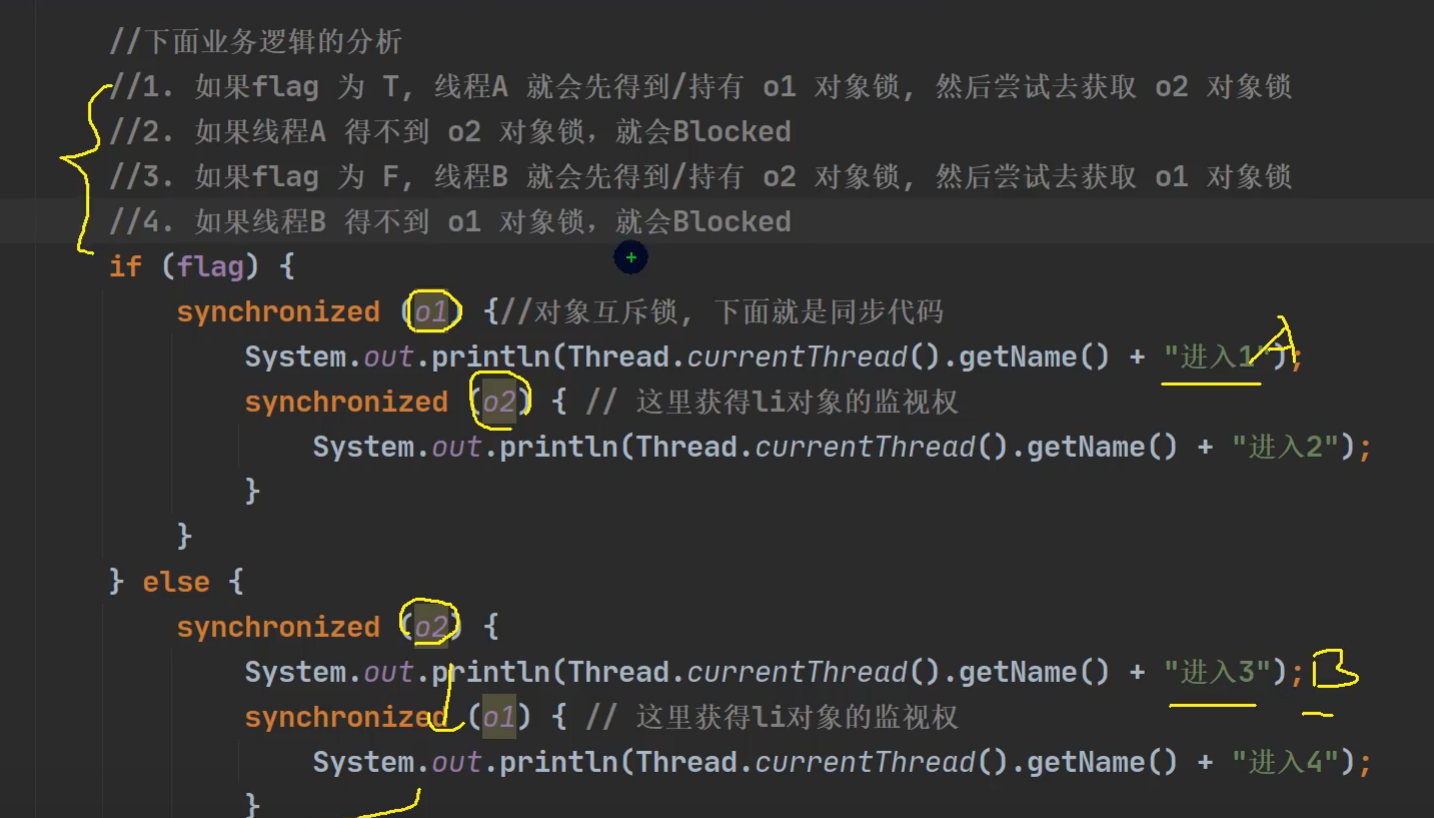 //下面业务逻辑的分析
//1. 如果flag 为 T, 线程A 就会先得到/持有 o1 对象锁, 然后尝试去获取 o2 对象锁
//2. 如果线程A 得不到 o2 对象锁，就会Blocked
//3. 如果flag 为 F, 线程B 就会先得到/持有 o2 对象锁, 然后尝试去获取 o1 对象锁
//4. 如果线程B 得不到 o1 对象锁，就会Blocked
if (flag) {
synchronized (o1) {//对象互斥锁, 下面就是同步代码
System.out.println(Thread.currentThread().getName() + "进入1"); A
synchronized (o2) { // 这里获得li对象的监视权
System.out.println(Thread.currentThread().getName() + "进入2");
}
}
} else {
synchronized (o2) {
System.out.println(Thread.currentThread().getName() + "进入3"); B
synchronized (o1) { // 这里获得li对象的监视权
System.out.println(Thread.currentThread().getName() + "进入4");
}